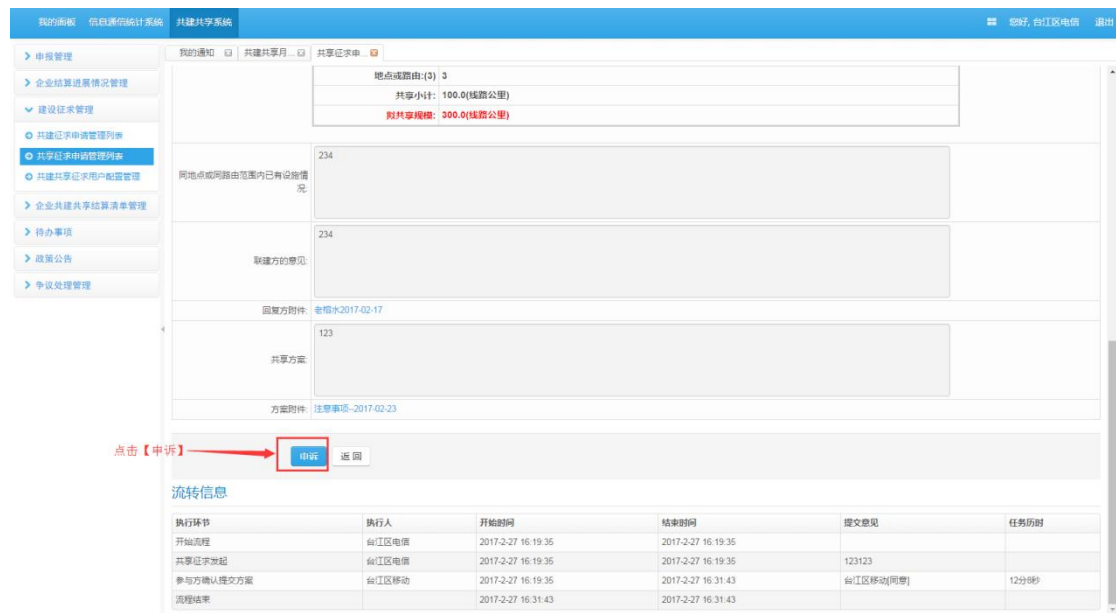 我的面板 信息通信统计系统 共建共享系统 您好, 台江区电信 退出
申报管理
企业结算进展情况管理
建设征求管理
共建征求申请管理列表
共享征求申请管理列表
共建共享征求用户配置管理
企业共建共享结算清单管理
待办事项
政策公告
争议处理管理
我的通知 共建共享月... 共享征求申...
地点或路由:(3) 3
共享小计: 100.0(线路公里)
拟共享规模: 300.0(线路公里)
同地点或同路由范围内已有设施情
况:
234
联建方的意见:
234
回复方附件: 老榕水2017-02-17
共享方案:
123
方案附件: 注意事项--2017-02-23
点击【申诉】
申诉 返回
流转信息
执行环节 执行人 开始时间 结束时间 提交意见 任务历时
开始流程 台江区电信 2017-2-27 16:19:35 2017-2-27 16:19:35
共享征求发起 台江区电信 2017-2-27 16:19:35 2017-2-27 16:19:35 123123
参与方确认提交方案 台江区移动 2017-2-27 16:19:35 2017-2-27 16:31:43 台江区移动[同意] 12分8秒
流程结束 2017-2-27 16:31:43 2017-2-27 16:31:43